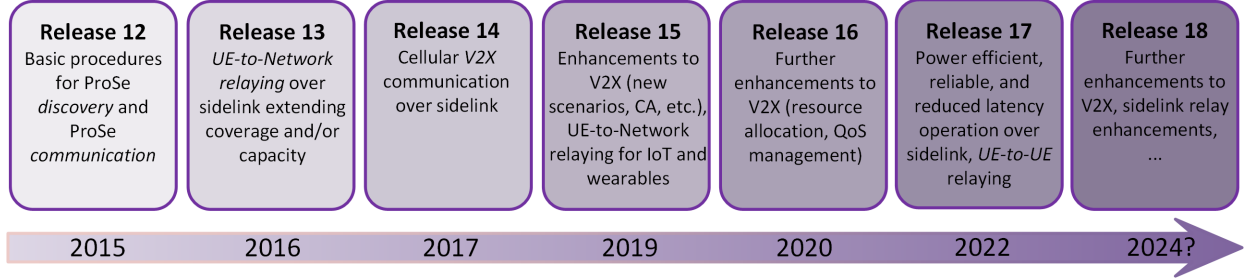 Release 12
Basic procedures
for ProSe
discovery and
ProSe
communication
Release 13
UE-to-Network
relaying over
sidelink extending
coverage and/or
capacity
Release 14
Cellular V2X
communication
over sidelink
Release 15
Enhancements to
V2X (new
scenarios, CA, etc.),
UE-to-Network
relaying for IoT and
wearables
Release 16
Further
enhancements to
V2X (resource
allocation, QoS
management)
Release 17
Power efficient,
reliable, and
reduced latency
operation over
sidelink, UE-to-UE
relaying
Release 18
Further
enhancements to
V2X, sidelink relay
enhancements,
...
2015 2016 2017 2019 2020 2022 2024?